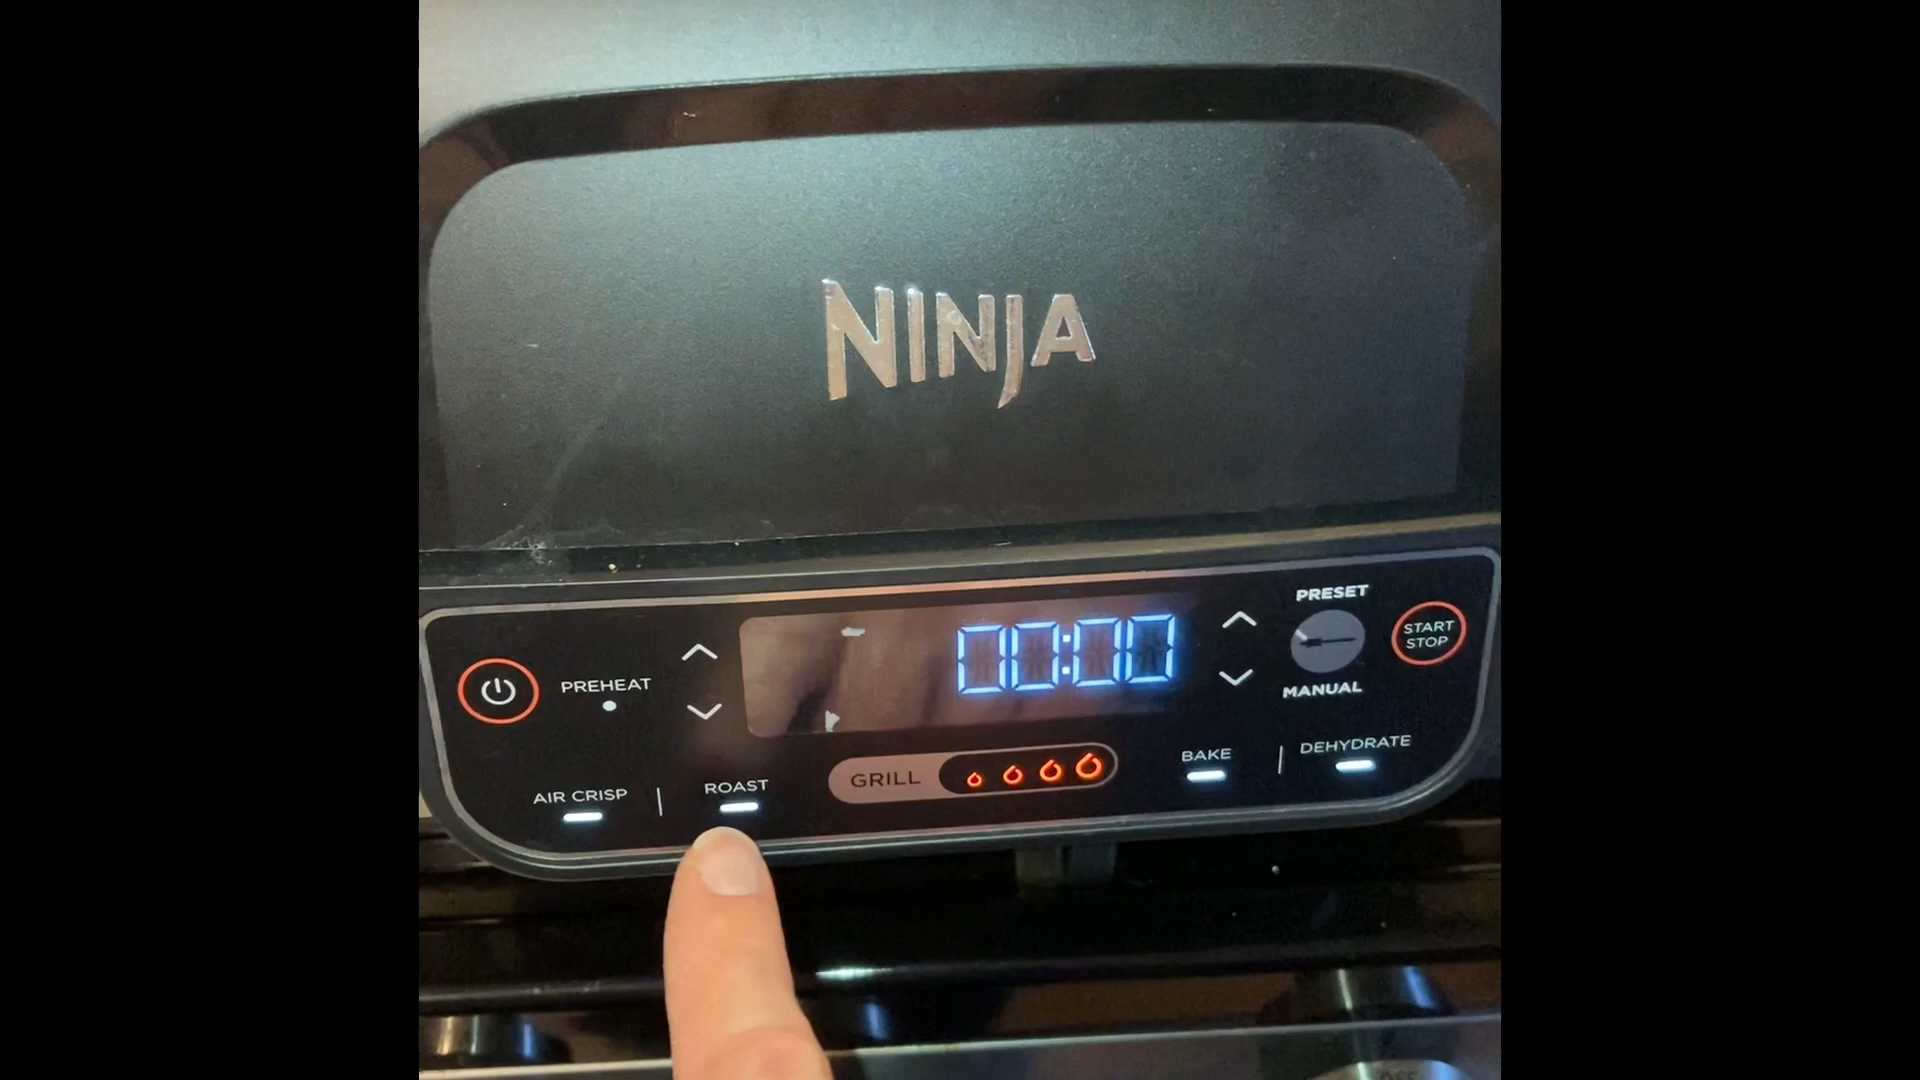 NINJA
PRESET
START
STOP
PREHEAT
00:00
MANUAL
AIR CRISP
ROAST
GRILL
BAKE
DEHYDRATE